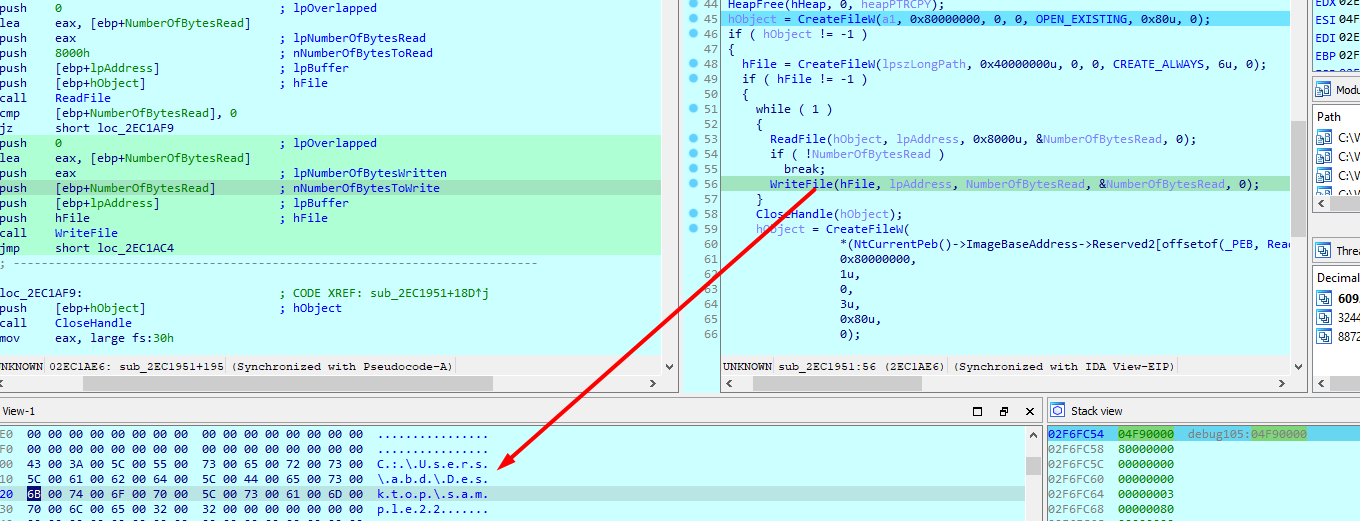 push 0 ; lpOverlapped
lea eax, [ebp+NumberOfBytesRead]
push eax ; lpNumberOfBytesRead
push 8000h ; nNumberOfBytesToRead
push [ebp+lpAddress] ; lpBuffer
push [ebp+hObject] ; hFile
call ReadFile
cmp [ebp+NumberOfBytesRead], 0
jz short loc_2EC1AF9
push 0 ; lpOverlapped
lea eax, [ebp+NumberOfBytesRead]
push eax ; lpNumberOfBytesWritten
push [ebp+NumberOfBytesRead] ; nNumberOfBytesToWrite
push [ebp+lpAddress] ; lpBuffer
push hFile ; hFile
call WriteFile
jmp short loc_2EC1AC4
; ---------------------------------------------------------------------------
loc_2EC1AF9: ; CODE XREF: sub_2EC1951+18D↑j
push [ebp+hObject] ; hObject
call CloseHandle
mov eax, large fs:30h
UNKNOWN 02EC1AE6: sub_2EC1951+195 (Synchronized with Pseudocode-A)
44 HeapFree(hHeap, 0, heapPTRCPY);
45 hObject = CreateFileW(a1, 0x80000000, 0, 0, OPEN_EXISTING, 0x80u, 0);
46 if ( hObject != -1 )
47 {
48 hFile = CreateFileW(lpszLongPath, 0x40000000u, 0, 0, CREATE_ALWAYS, 6u, 0);
49 if ( hFile != -1 )
50 {
51 while ( 1 )
52 {
53 ReadFile(hObject, lpAddress, 0x8000u, &NumberOfBytesRead, 0);
54 if ( !NumberOfBytesRead )
55 break;
56 WriteFile(hFile, lpAddress, NumberOfBytesRead, &NumberOfBytesRead, 0);
57 }
58 CloseHandle(hObject);
59 hObject = CreateFileW(
60 *(NtCurrentPeb()->ImageBaseAddress->Reserved2[offsetof(_PEB, Read
61 0x80000000,
62 1u,
63 0,
64 3u,
65 0x80u,
66 0);
UNKNOWN sub_2EC1951:56 (2EC1AE6) (Synchronized with IDA View-EIP)
EDX 02E
ESI 04F
EDI 02E
EBP 02F
Modu
Path
C:\W
C:\W
C:\W
C:\W
Threa
Decimal
609
3244
8872
View-1
E0 00 00 00 00 00 00 00 00 00 00 00 00 00 00 00 00 ................
F0 00 00 00 00 00 00 00 00 00 00 00 00 00 00 00 00 ................
00 43 00 3A 00 5C 00 55 00 73 00 65 00 72 00 73 00 C.:.\.U.s.e.r.s.
10 5C 00 61 00 62 00 64 00 5C 00 44 00 65 00 73 00 \.a.b.d.\.D.e.s.
20 6B 00 74 00 6F 00 70 00 5C 00 73 00 61 00 6D 00 k.t.o.p.\.s.a.m.
30 70 00 6C 00 65 00 32 00 32 00 00 00 00 00 00 00 p.l.e.2.2.......
Stack view
02F6FC54 04F90000 debug105:04F90000
02F6FC58 80000000
02F6FC5C 00000000
02F6FC60 00000000
02F6FC64 00000003
02F6FC68 00000080